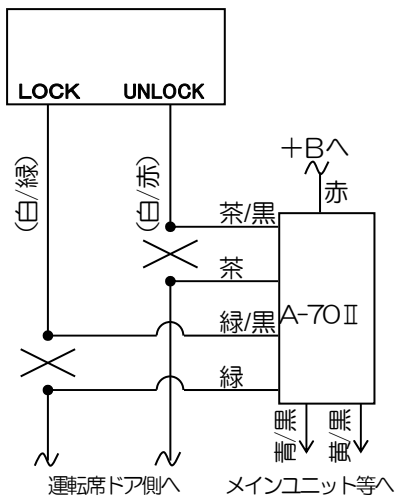 LOCK UNLOCK
(白/緑)
(白/赤)
＋Bへ
赤
茶/黒
茶
緑/黒
A-70Ⅱ
緑
青/黒
黄/黒
運転席ドア側へ
メインユニット等へ